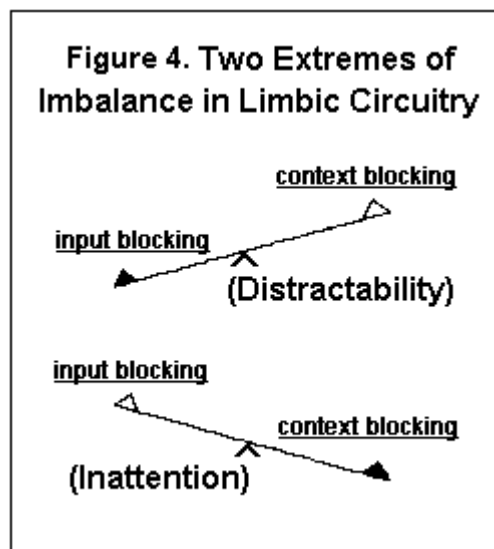 Figure 4. Two Extremes of
Imbalance in Limbic Circuitry
context blocking
input blocking
(Distractability)
input blocking
context blocking
(Inattention)